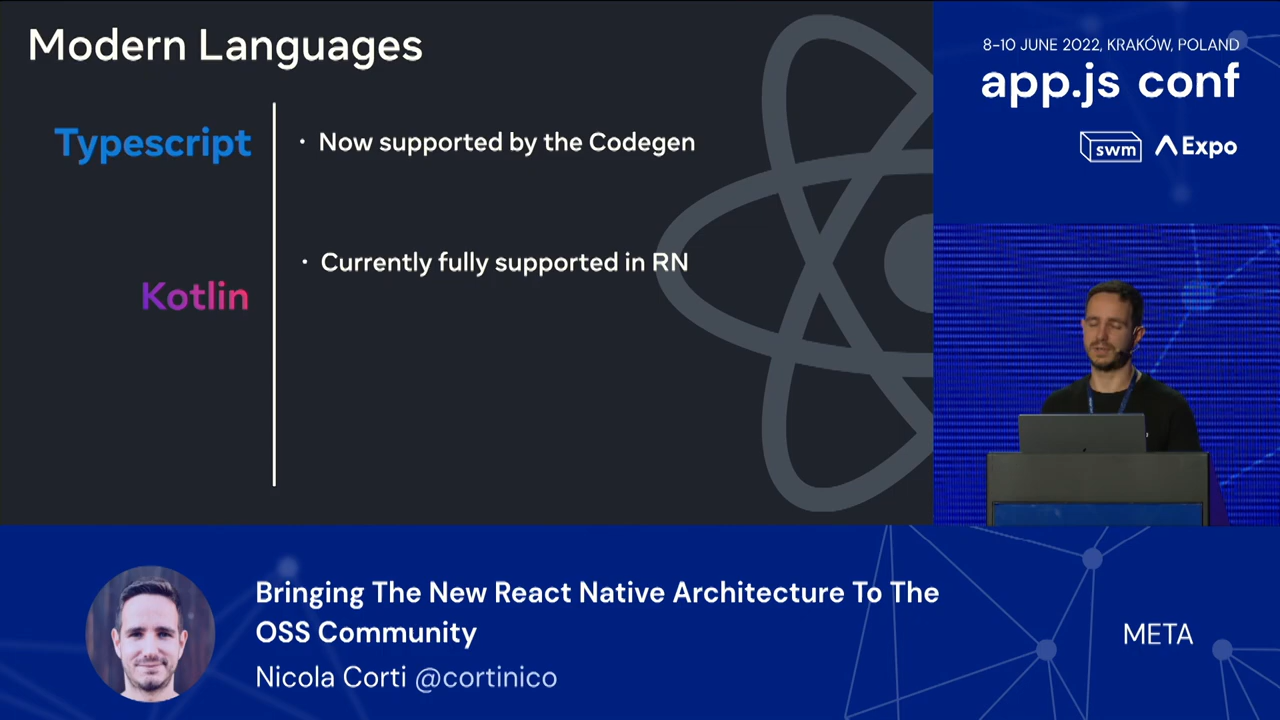 Modern Languages
Typescript
• Now supported by the Codegen
Kotlin
• Currently fully supported in RN
8-10 JUNE 2022, KRAKÓW, POLAND
app.js conf
swm
Expo
Bringing The New React Native Architecture To The
OSS Community
Nicola Corti @cortinico
META